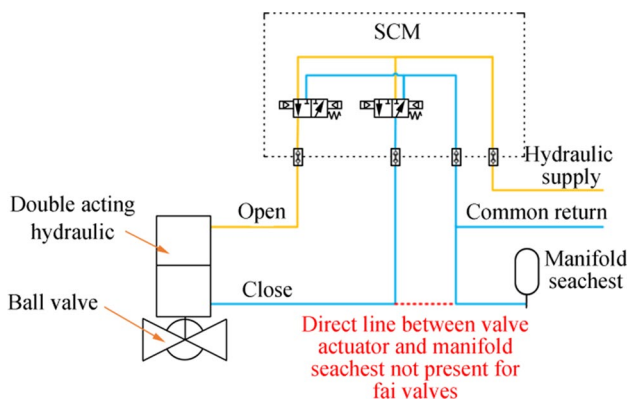 SCM
Hydraulic
supply
Double acting
hydraulic
Open
Common return
Manifold
seachest
Ball valve
Close
Direct line between valve
actuator and manifold
seachest not present for
fai valves